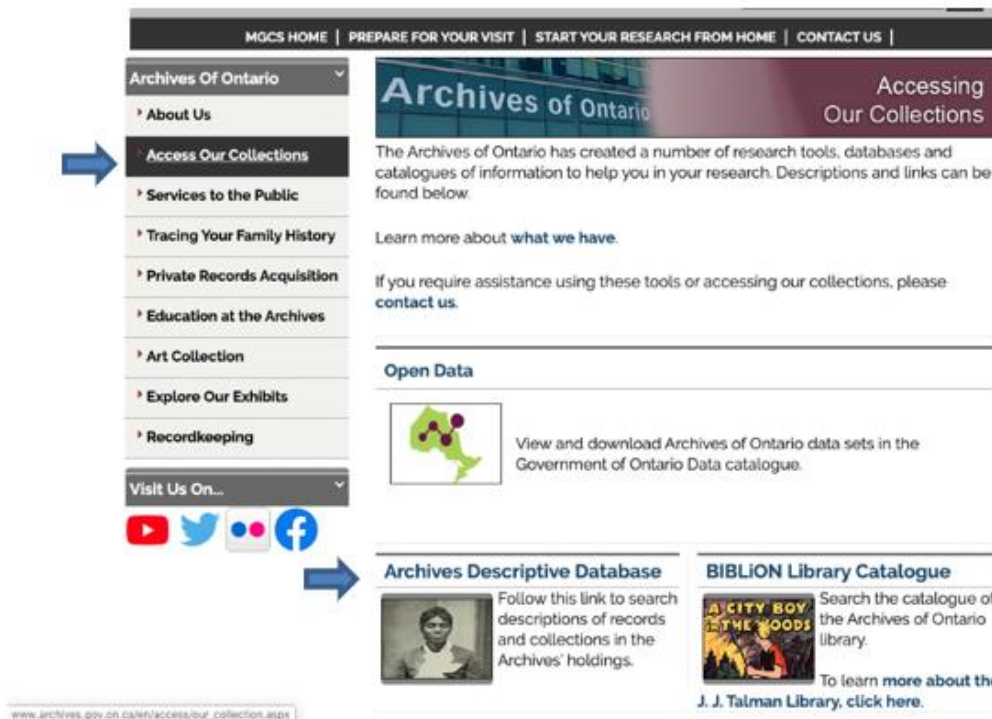 MGCS HOME | PREPARE FOR YOUR VISIT | START YOUR RESEARCH FROM HOME | CONTACT US |
Archives Of Ontario
About Us
Access Our Collections
Services to the Public
Tracing Your Family History
Private Records Acquisition
Education at the Archives
Art Collection
Explore Our Exhibits
Recordkeeping
Visit Us On...
Archives of Ontario
Accessing
Our Collections
The Archives of Ontario has created a number of research tools, databases and
catalogues of information to help you in your research. Descriptions and links can be
found below.
Learn more about what we have.
If you require assistance using these tools or accessing our collections, please
contact us.
Open Data
View and download Archives of Ontario data sets in the
Government of Ontario Data catalogue.
Archives Descriptive Database
Follow this link to search
descriptions of records
and collections in the
Archives' holdings.
BIBLiON Library Catalogue
A CITY BOY
IN THE WOODS
Search the catalogue of
the Archives of Ontario
library.
To learn more about the
J. J. Talman Library, click here.
www.archives.gov.on.ca/en/access/our_collection.aspx